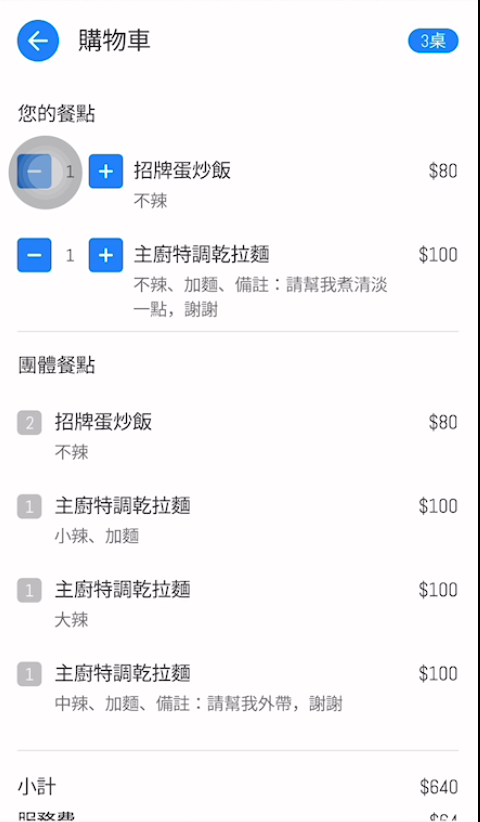 購物車
3桌
您的餐點
1 招牌蛋炒飯 $80
不辣
1 主廚特調乾拉麵 $100
不辣、加麵、備註：請幫我煮清淡
一點，謝謝
團體餐點
2 招牌蛋炒飯 $80
不辣
1 主廚特調乾拉麵 $100
小辣、加麵
1 主廚特調乾拉麵 $100
大辣
1 主廚特調乾拉麵 $100
中辣、加麵、備註：請幫我外帶，謝謝
小計 $640
服務費 $64